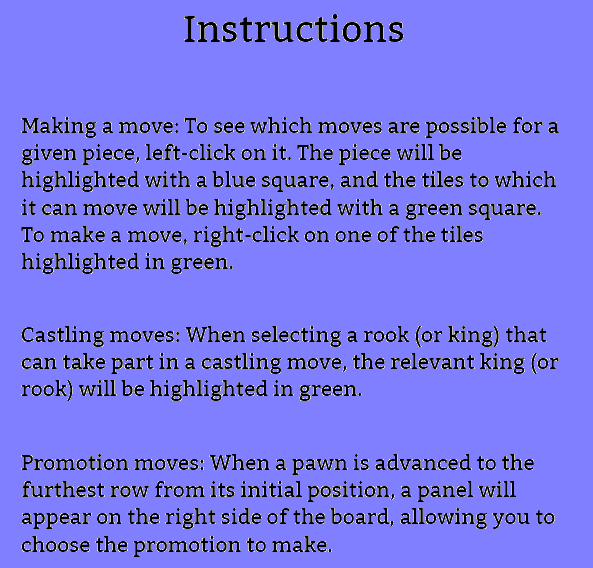 Instructions
Making a move: To see which moves are possible for a
given piece, left-click on it. The piece will be
highlighted with a blue square, and the tiles to which
it can move will be highlighted with a green square.
To make a move, right-click on one of the tiles
highlighted in green.
Castling moves: When selecting a rook (or king) that
can take part in a castling move, the relevant king (or
rook) will be highlighted in green.
Promotion moves: When a pawn is advanced to the
furthest row from its initial position, a panel will
appear on the right side of the board, allowing you to
choose the promotion to make.